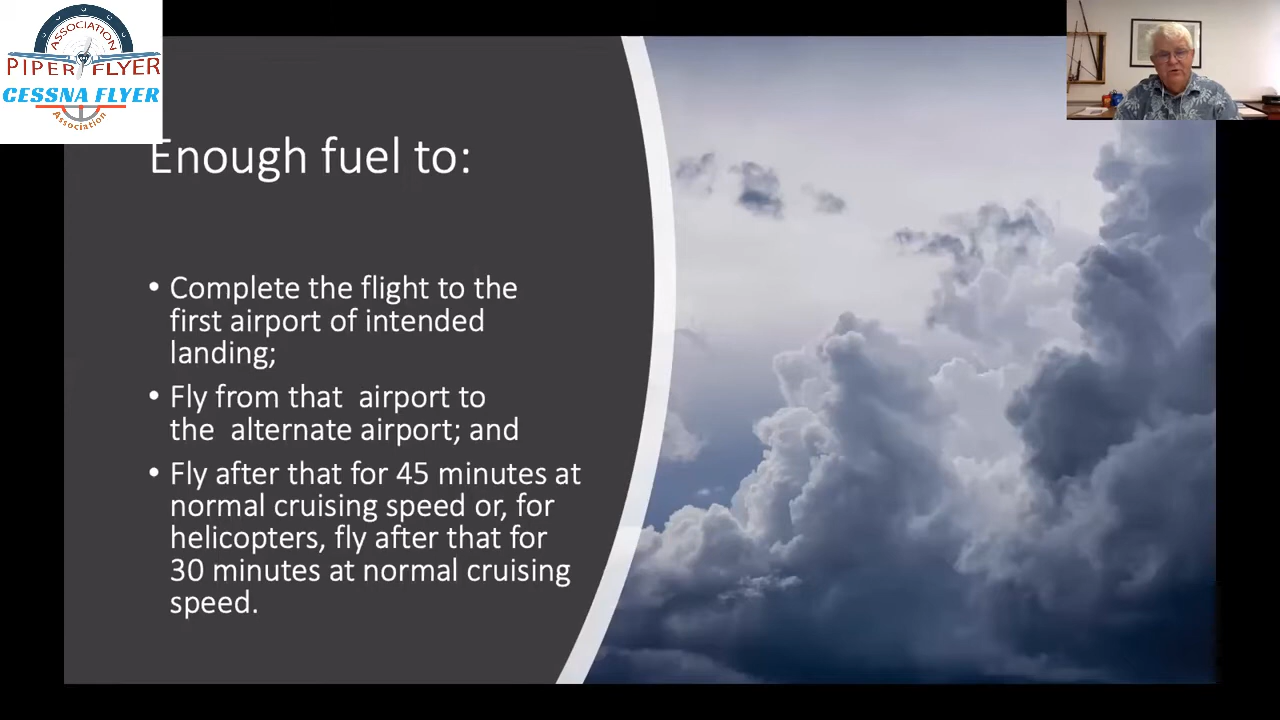 ASSOCIATION
PIPER FLYER
CESSNA FLYER
Association
Enough fuel to:
• Complete the flight to the
first airport of intended
landing;
• Fly from that  airport to
the  alternate airport; and
• Fly after that for 45 minutes at
normal cruising speed or, for
helicopters, fly after that for
30 minutes at normal cruising
speed.